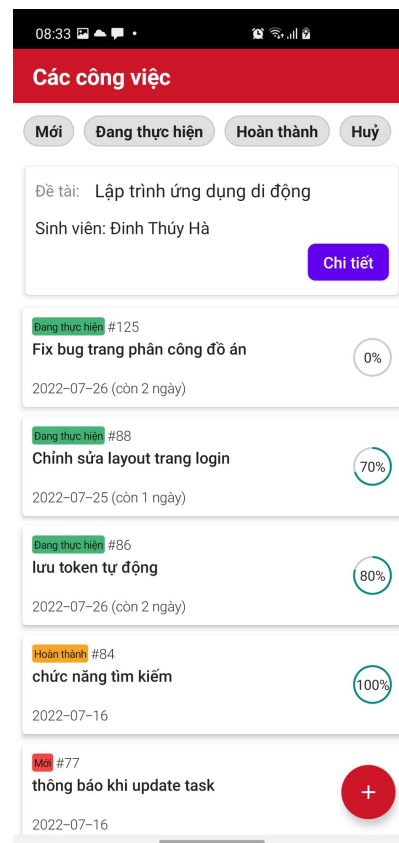 08:33
Các công việc
Mới Đang thực hiện Hoàn thành Huỷ
Đề tài: Lập trình ứng dụng di động
Sinh viên: Đinh Thúy Hà
Chi tiết
Đang thực hiện #125
Fix bug trang phân công đồ án
0%
2022-07-26 (còn 2 ngày)
Đang thực hiện #88
Chỉnh sửa layout trang login
70%
2022-07-25 (còn 1 ngày)
Đang thực hiện #86
lưu token tự động
80%
2022-07-26 (còn 2 ngày)
Hoàn thành #84
chức năng tìm kiếm
100%
2022-07-16
Mới #77
thông báo khi update task
+
2022-07-16